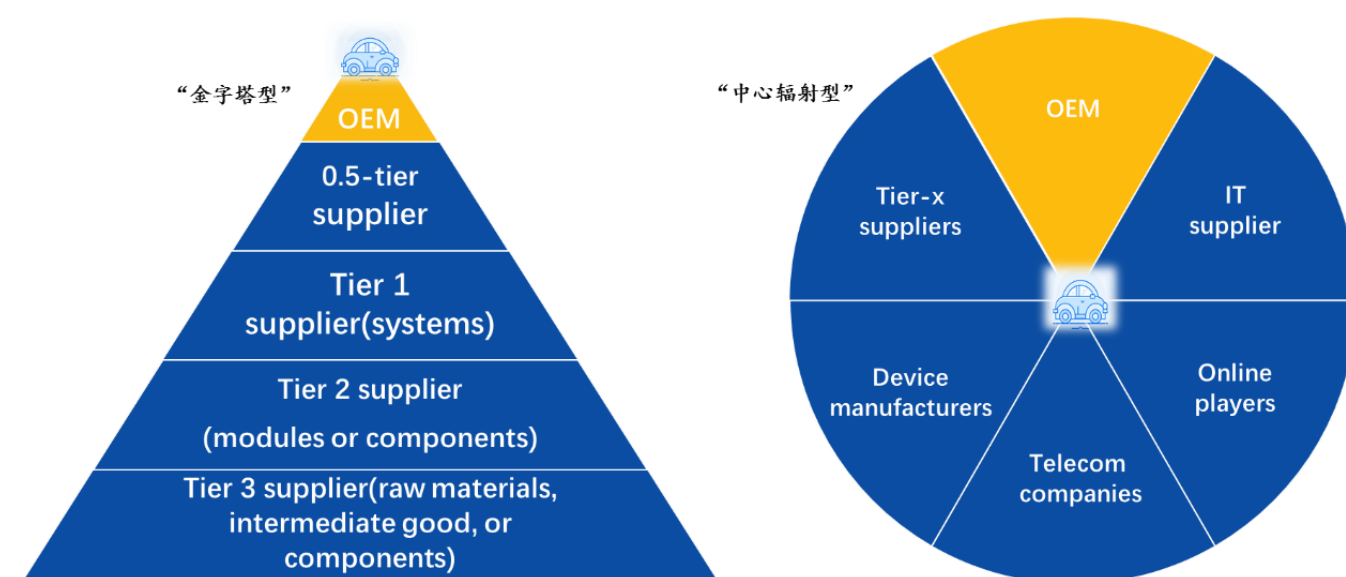 “金字塔型”
OEM
0.5-tier
supplier
Tier 1
supplier(systems)
Tier 2 supplier
(modules or components)
Tier 3 supplier(raw materials,
intermediate good, or
components)
“中心辐射型”
OEM
Tier-x
suppliers
IT
supplier
Device
manufacturers
Online
players
Telecom
companies